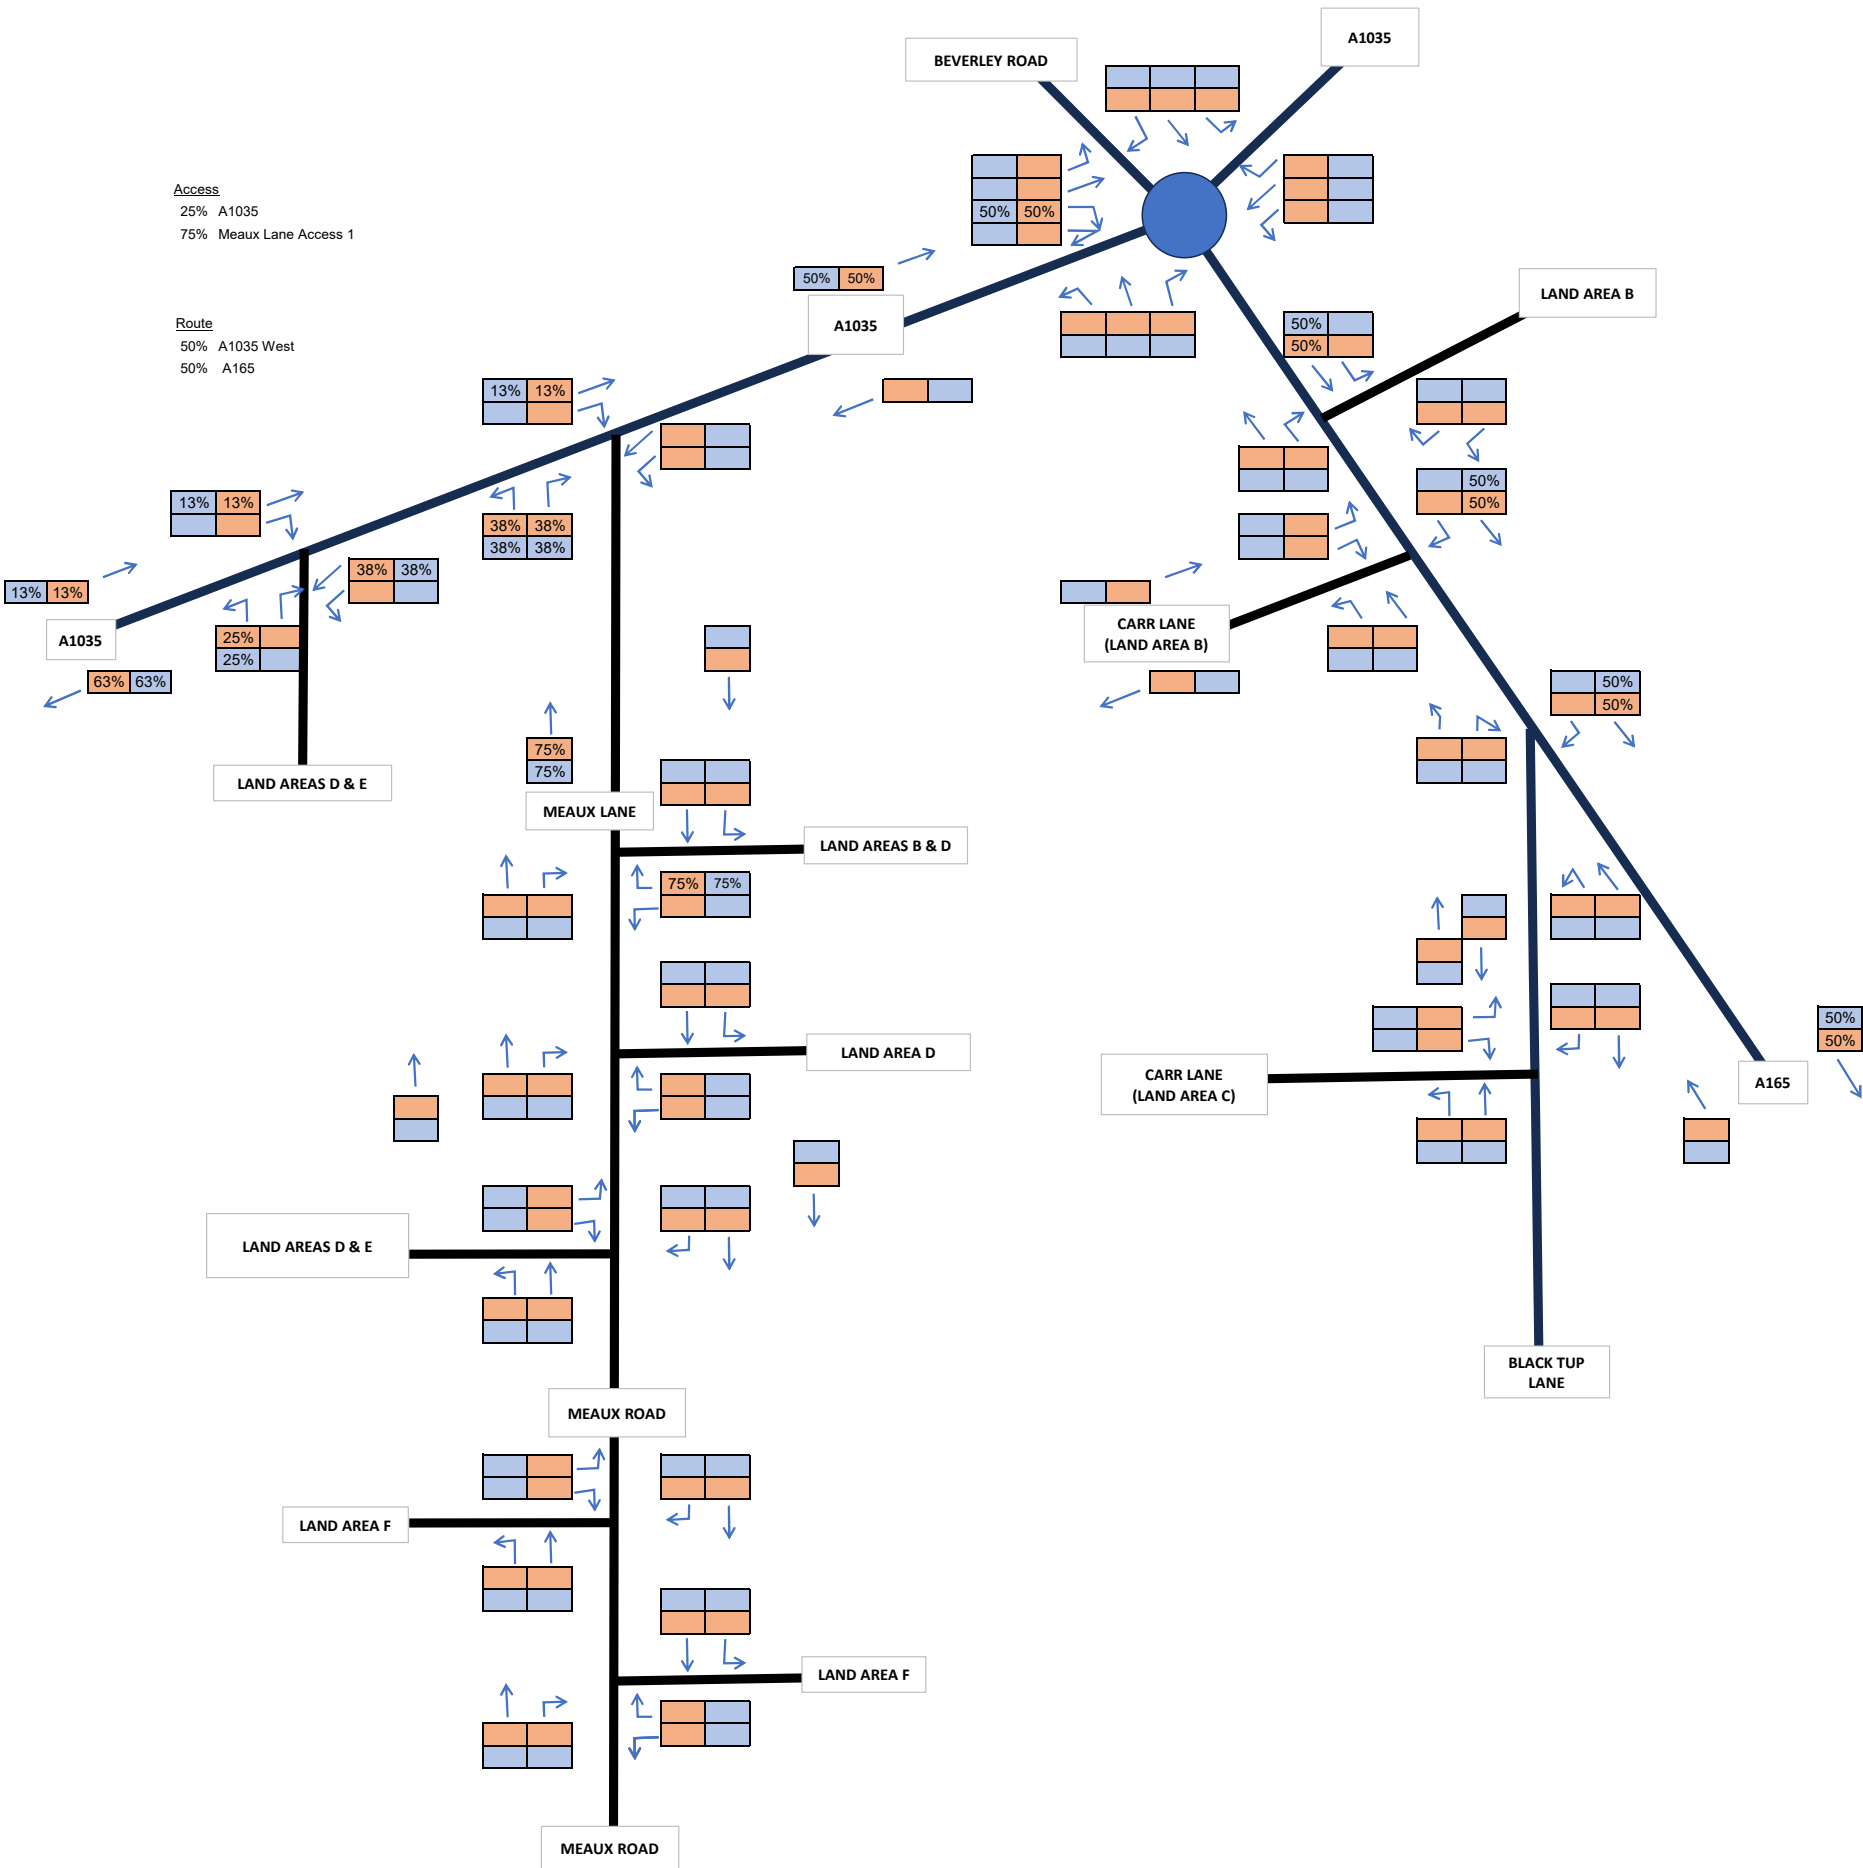 A1035
BEVERLEY ROAD
Access
25% A1035
75% Meaux Lane Access 1
50% 50%
50% 50%
LAND AREA B
A1035
Route
50% A1035 West
50% A165
50%
50%
13% 13%
50%
50%
13% 13%
38% 38%
38% 38%
38% 38%
13% 13%
A1035
25%
25%
CARR LANE
(LAND AREA B)
63% 63%
50%
50%
75%
75%
LAND AREAS D & E
MEAUX LANE
LAND AREAS B & D
75% 75%
50%
50%
LAND AREA D
CARR LANE
(LAND AREA C)
A165
LAND AREAS D & E
BLACK TUP
LANE
MEAUX ROAD
LAND AREA F
LAND AREA F
MEAUX ROAD